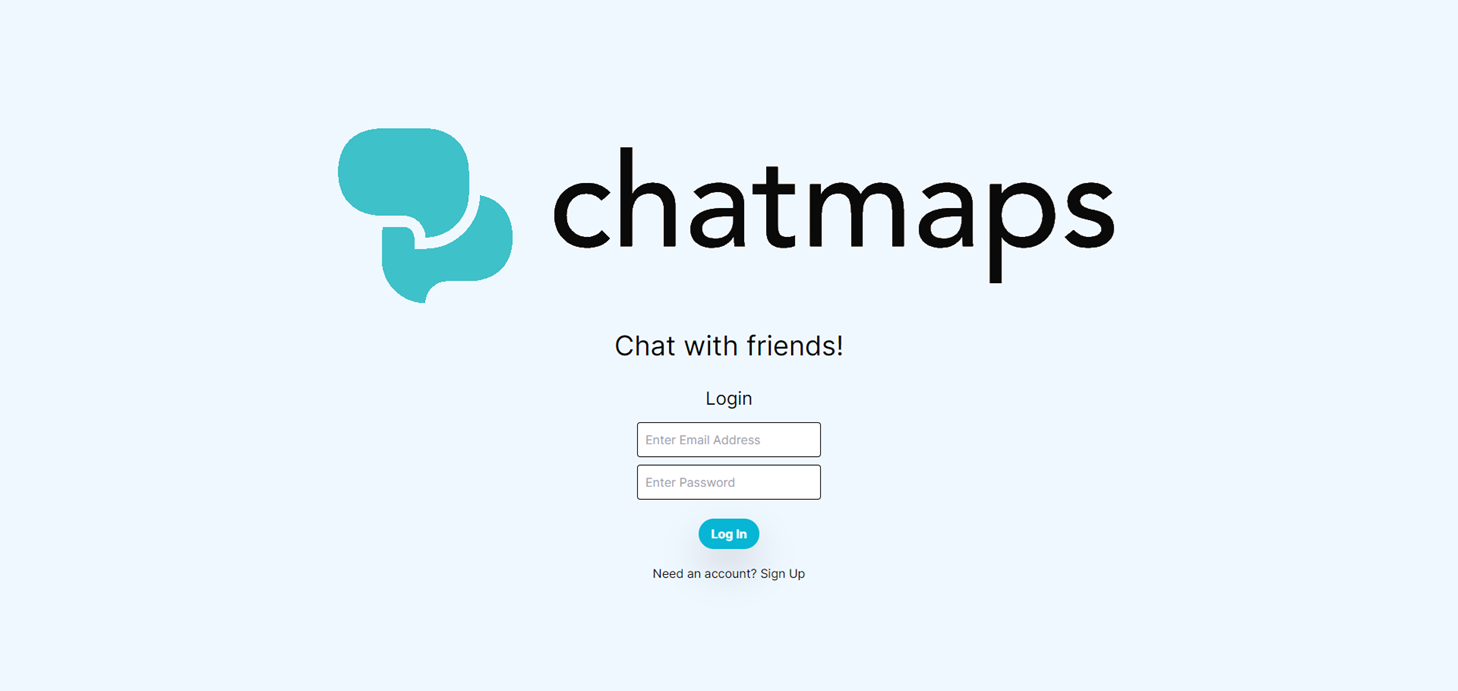 chatmaps
Chat with friends!
Login
Enter Email Address
Enter Password
Log In
Need an account? Sign Up